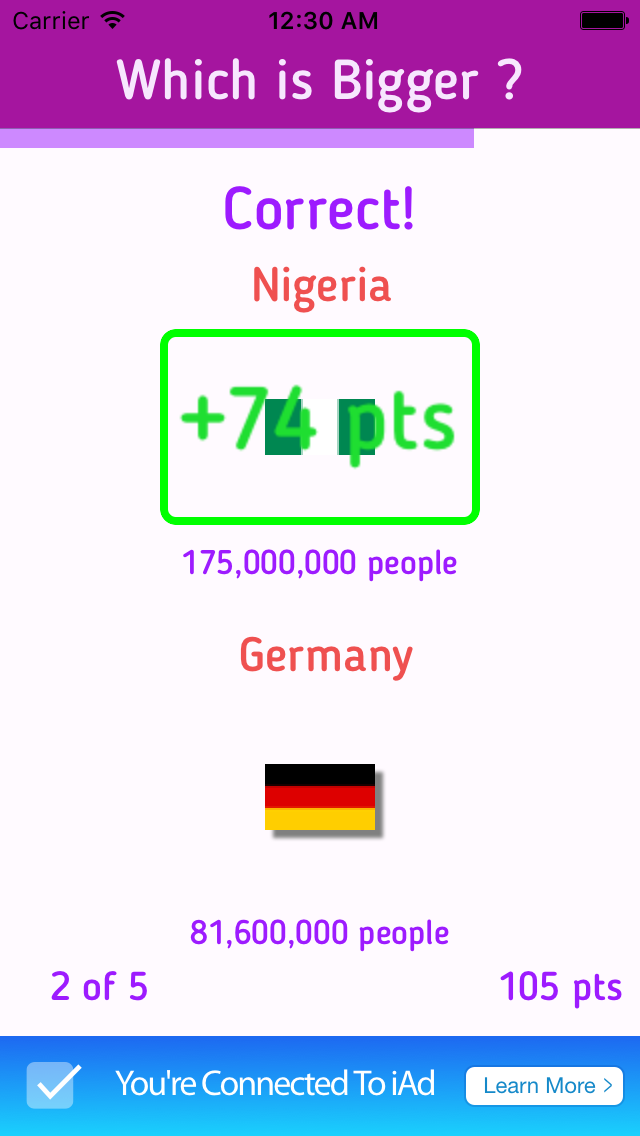 Carrier 12:30 AM
Which is Bigger ?
Correct!
Nigeria
+74 pts
175,000,000 people
Germany
81,600,000 people
2 of 5 105 pts
You're Connected To iAd Learn More >